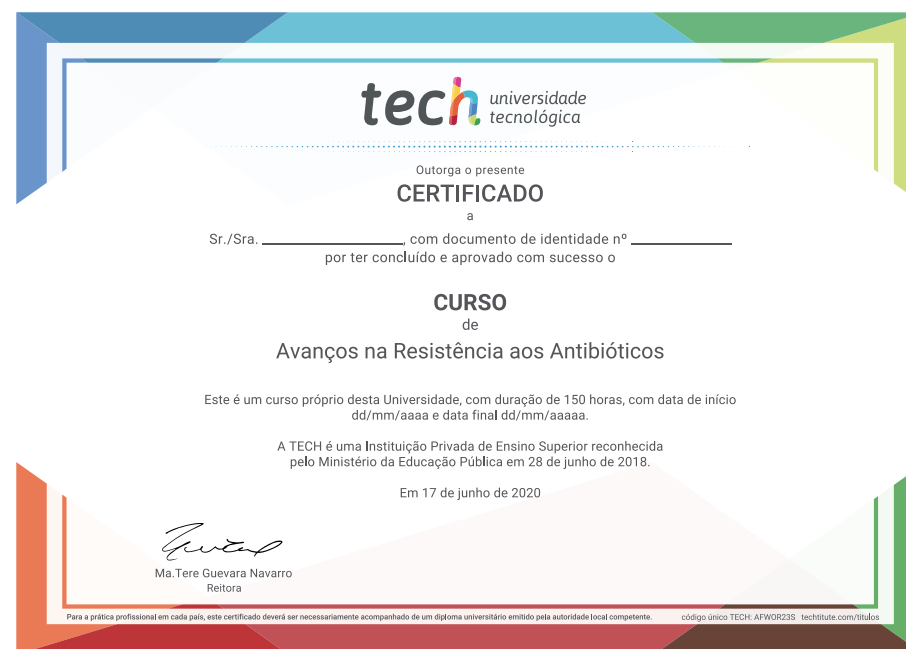 tech universidade
tecnológica
Outorga o presente
CERTIFICADO
a
Sr./Sra. ________________, com documento de identidade nº ____________
por ter concluído e aprovado com sucesso o
CURSO
de
Avanços na Resistência aos Antibióticos
Este é um curso próprio desta Universidade, com duração de 150 horas, com data de início
dd/mm/aaaa e data final dd/mm/aaaaa.
A TECH é uma Instituição Privada de Ensino Superior reconhecida
pelo Ministério da Educação Pública em 28 de junho de 2018.
Em 17 de junho de 2020
Ma.Tere Guevara Navarro
Reitora
Para a prática profissional em cada país, este certificado deverá ser necessariamente acompanhado de um diploma universitário emitido pela autoridade local competente. código único TECH: AFWOR23S techtitute.com/titulos